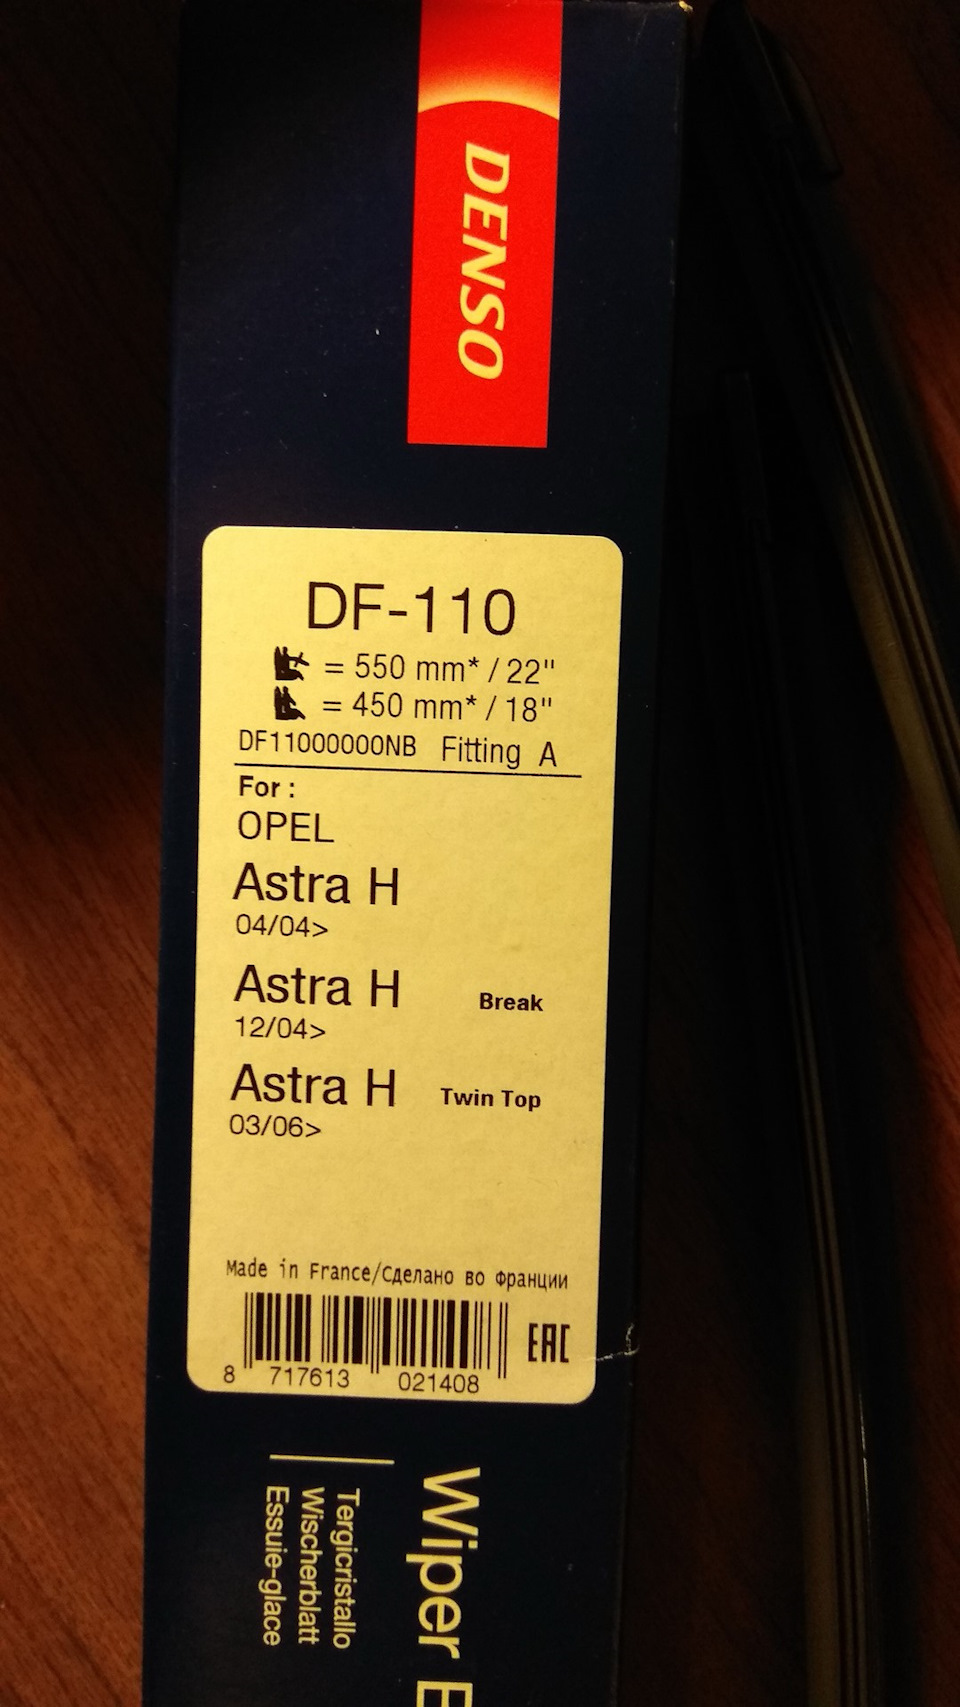 DENSO
DF-110
= 550 mm* / 22"
= 450 mm* / 18"
DF11000000NB Fitting A
For :
OPEL
Astra H
04/04>
Astra H Break
12/04>
Astra H Twin Top
03/06>
Made in France/Сделано во Франции
EAC
8 717613 021408
Wiper
Tergicristallo
Wischerblatt
Essuie-glace